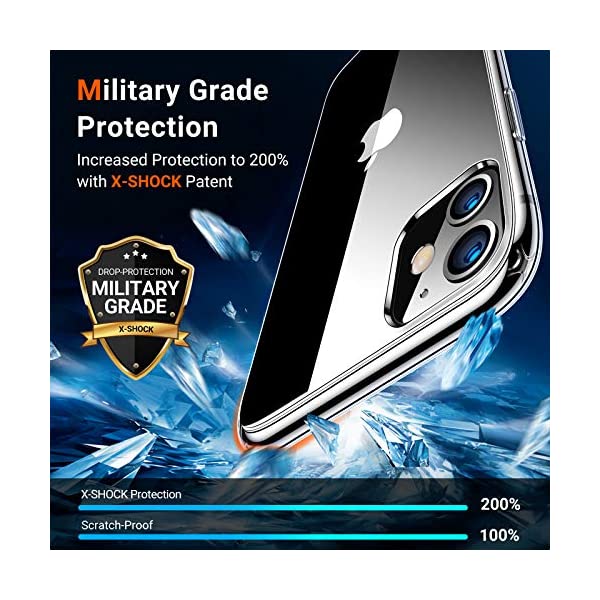 Military Grade
Protection
Increased Protection to 200%
with X-SHOCK Patent
DROP-PROTECTION
MILITARY
GRADE
X-SHOCK
X-SHOCK Protection
200%
Scratch-Proof
100%